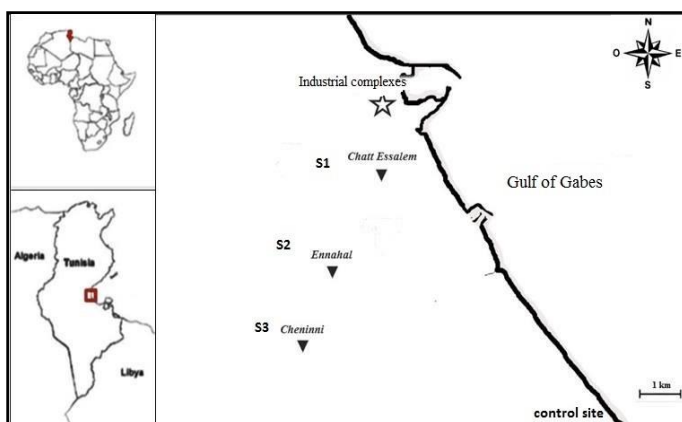 Algeria
Tunisia
Libya
Industrial complexes
S1
Chatt Essalem
S2
Ennahal
S3
Cheninni
Gulf of Gabes
N
O
E
S
1 km
control site